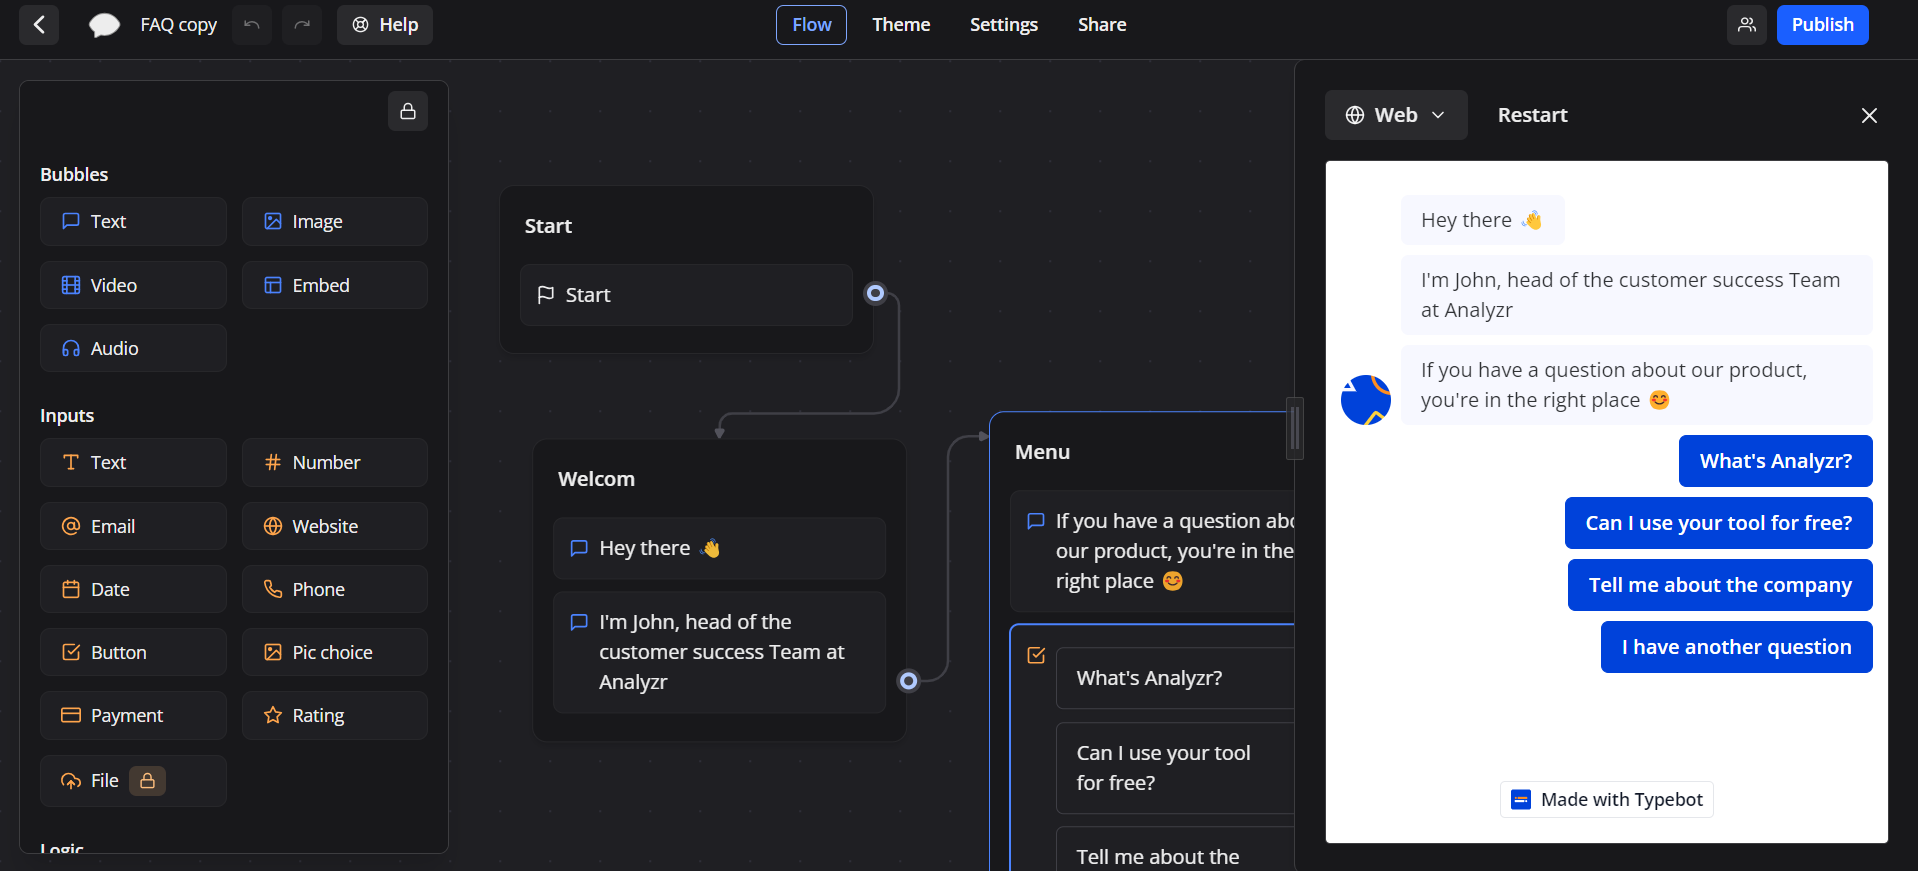 FAQ copy
Help
Flow
Theme
Settings
Share
Publish
Bubbles
Text
Image
Video
Embed
Audio
Inputs
Text
Number
Email
Website
Date
Phone
Button
Pic choice
Payment
Rating
File
Logic
Start
Start
Welcom
Hey there 👋
I'm John, head of the
customer success Team at
Analyzr
Menu
If you have a question abo
our product, you're in the
right place 😊
What's Analyzr?
Can I use your tool
for free?
Tell me about the
Web
Restart
Hey there 👋
I'm John, head of the customer success Team
at Analyzr
If you have a question about our product,
you're in the right place 😊
What's Analyzr?
Can I use your tool for free?
Tell me about the company
I have another question
Made with Typebot